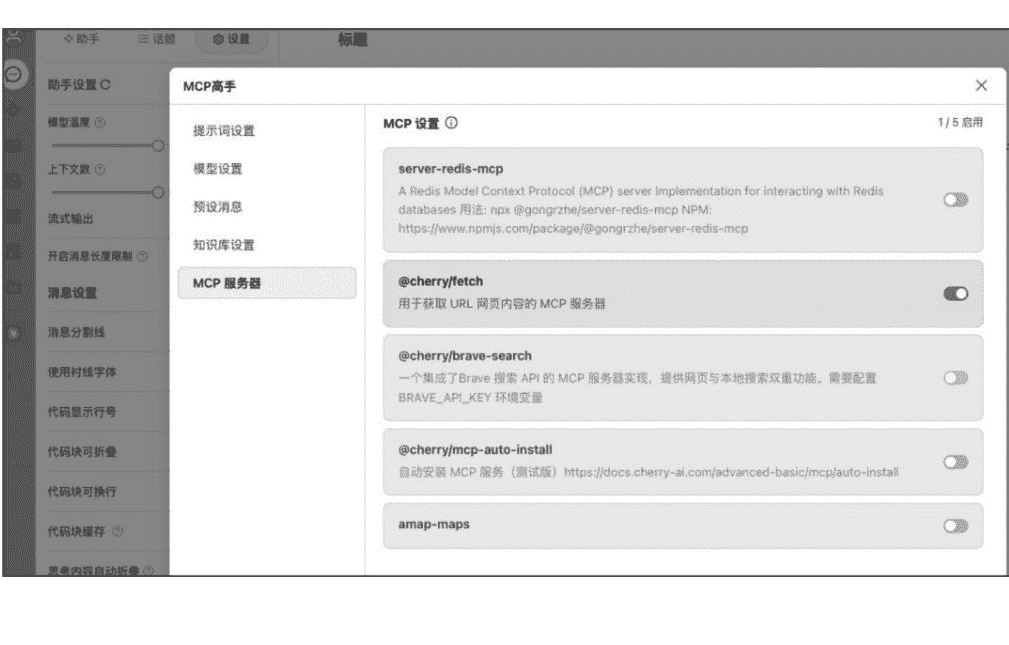 助手
话题
设置
标题
助手设置
模型温度
上下文数
流式输出
开启消息长度限制
消息设置
消息分割线
使用衬线字体
代码显示行号
代码块可折叠
代码块可换行
代码块缓存
思考内容自动折叠
MCP高手
提示词设置
模型设置
预设消息
知识库设置
MCP 服务器
MCP 设置
1 / 5 启用
server-redis-mcp
A Redis Model Context Protocol (MCP) server implementation for interacting with Redis
databases 用法: npx @gongrzhe/server-redis-mcp NPM:
https://www.npmjs.com/package/@gongrzhe/server-redis-mcp
@cherry/fetch
用于获取 URL 网页内容的 MCP 服务器
@cherry/brave-search
一个集成了Brave 搜索 API 的 MCP 服务器实现，提供网页与本地搜索双重功能。需要配置
BRAVE_API_KEY 环境变量
@cherry/mcp-auto-install
自动安装 MCP 服务（测试版）https://docs.cherry-ai.com/advanced-basic/mcp/auto-install
amap-maps